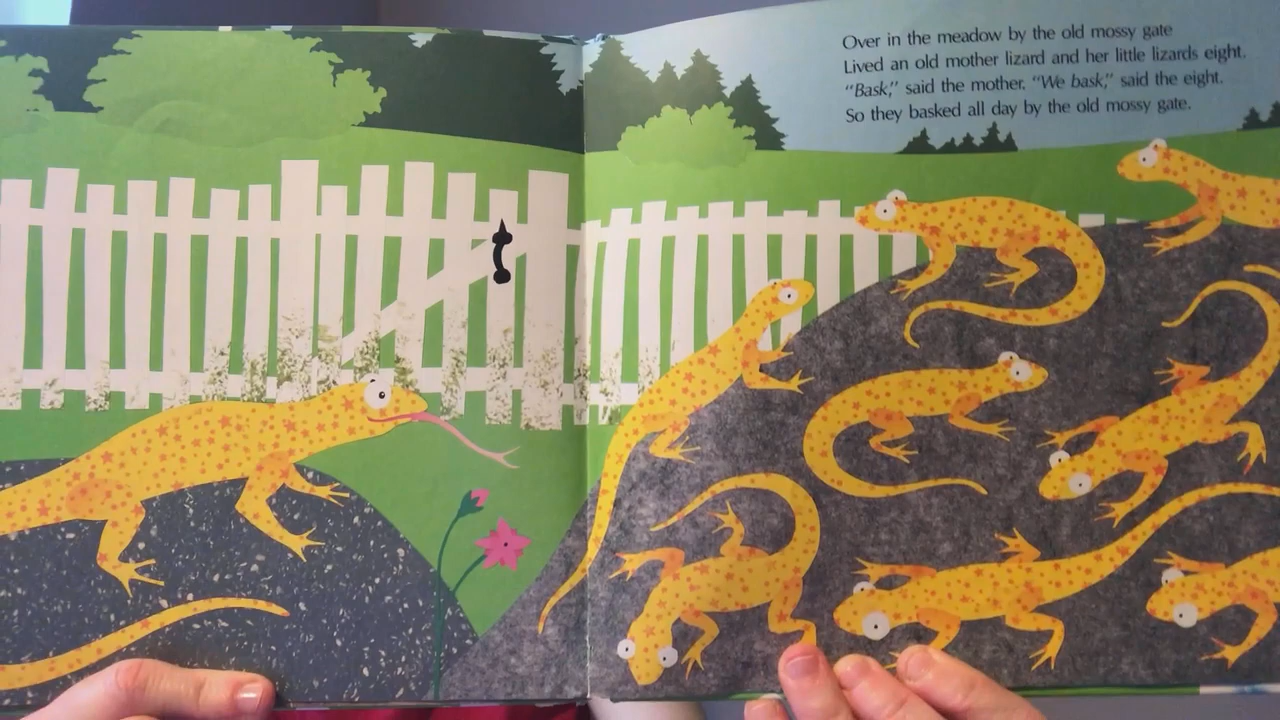 Over in the meadow by the old mossy gate
Lived an old mother lizard and her little lizards eight.
“Bask,” said the mother. “We bask,” said the eight.
So they basked all day by the old mossy gate.